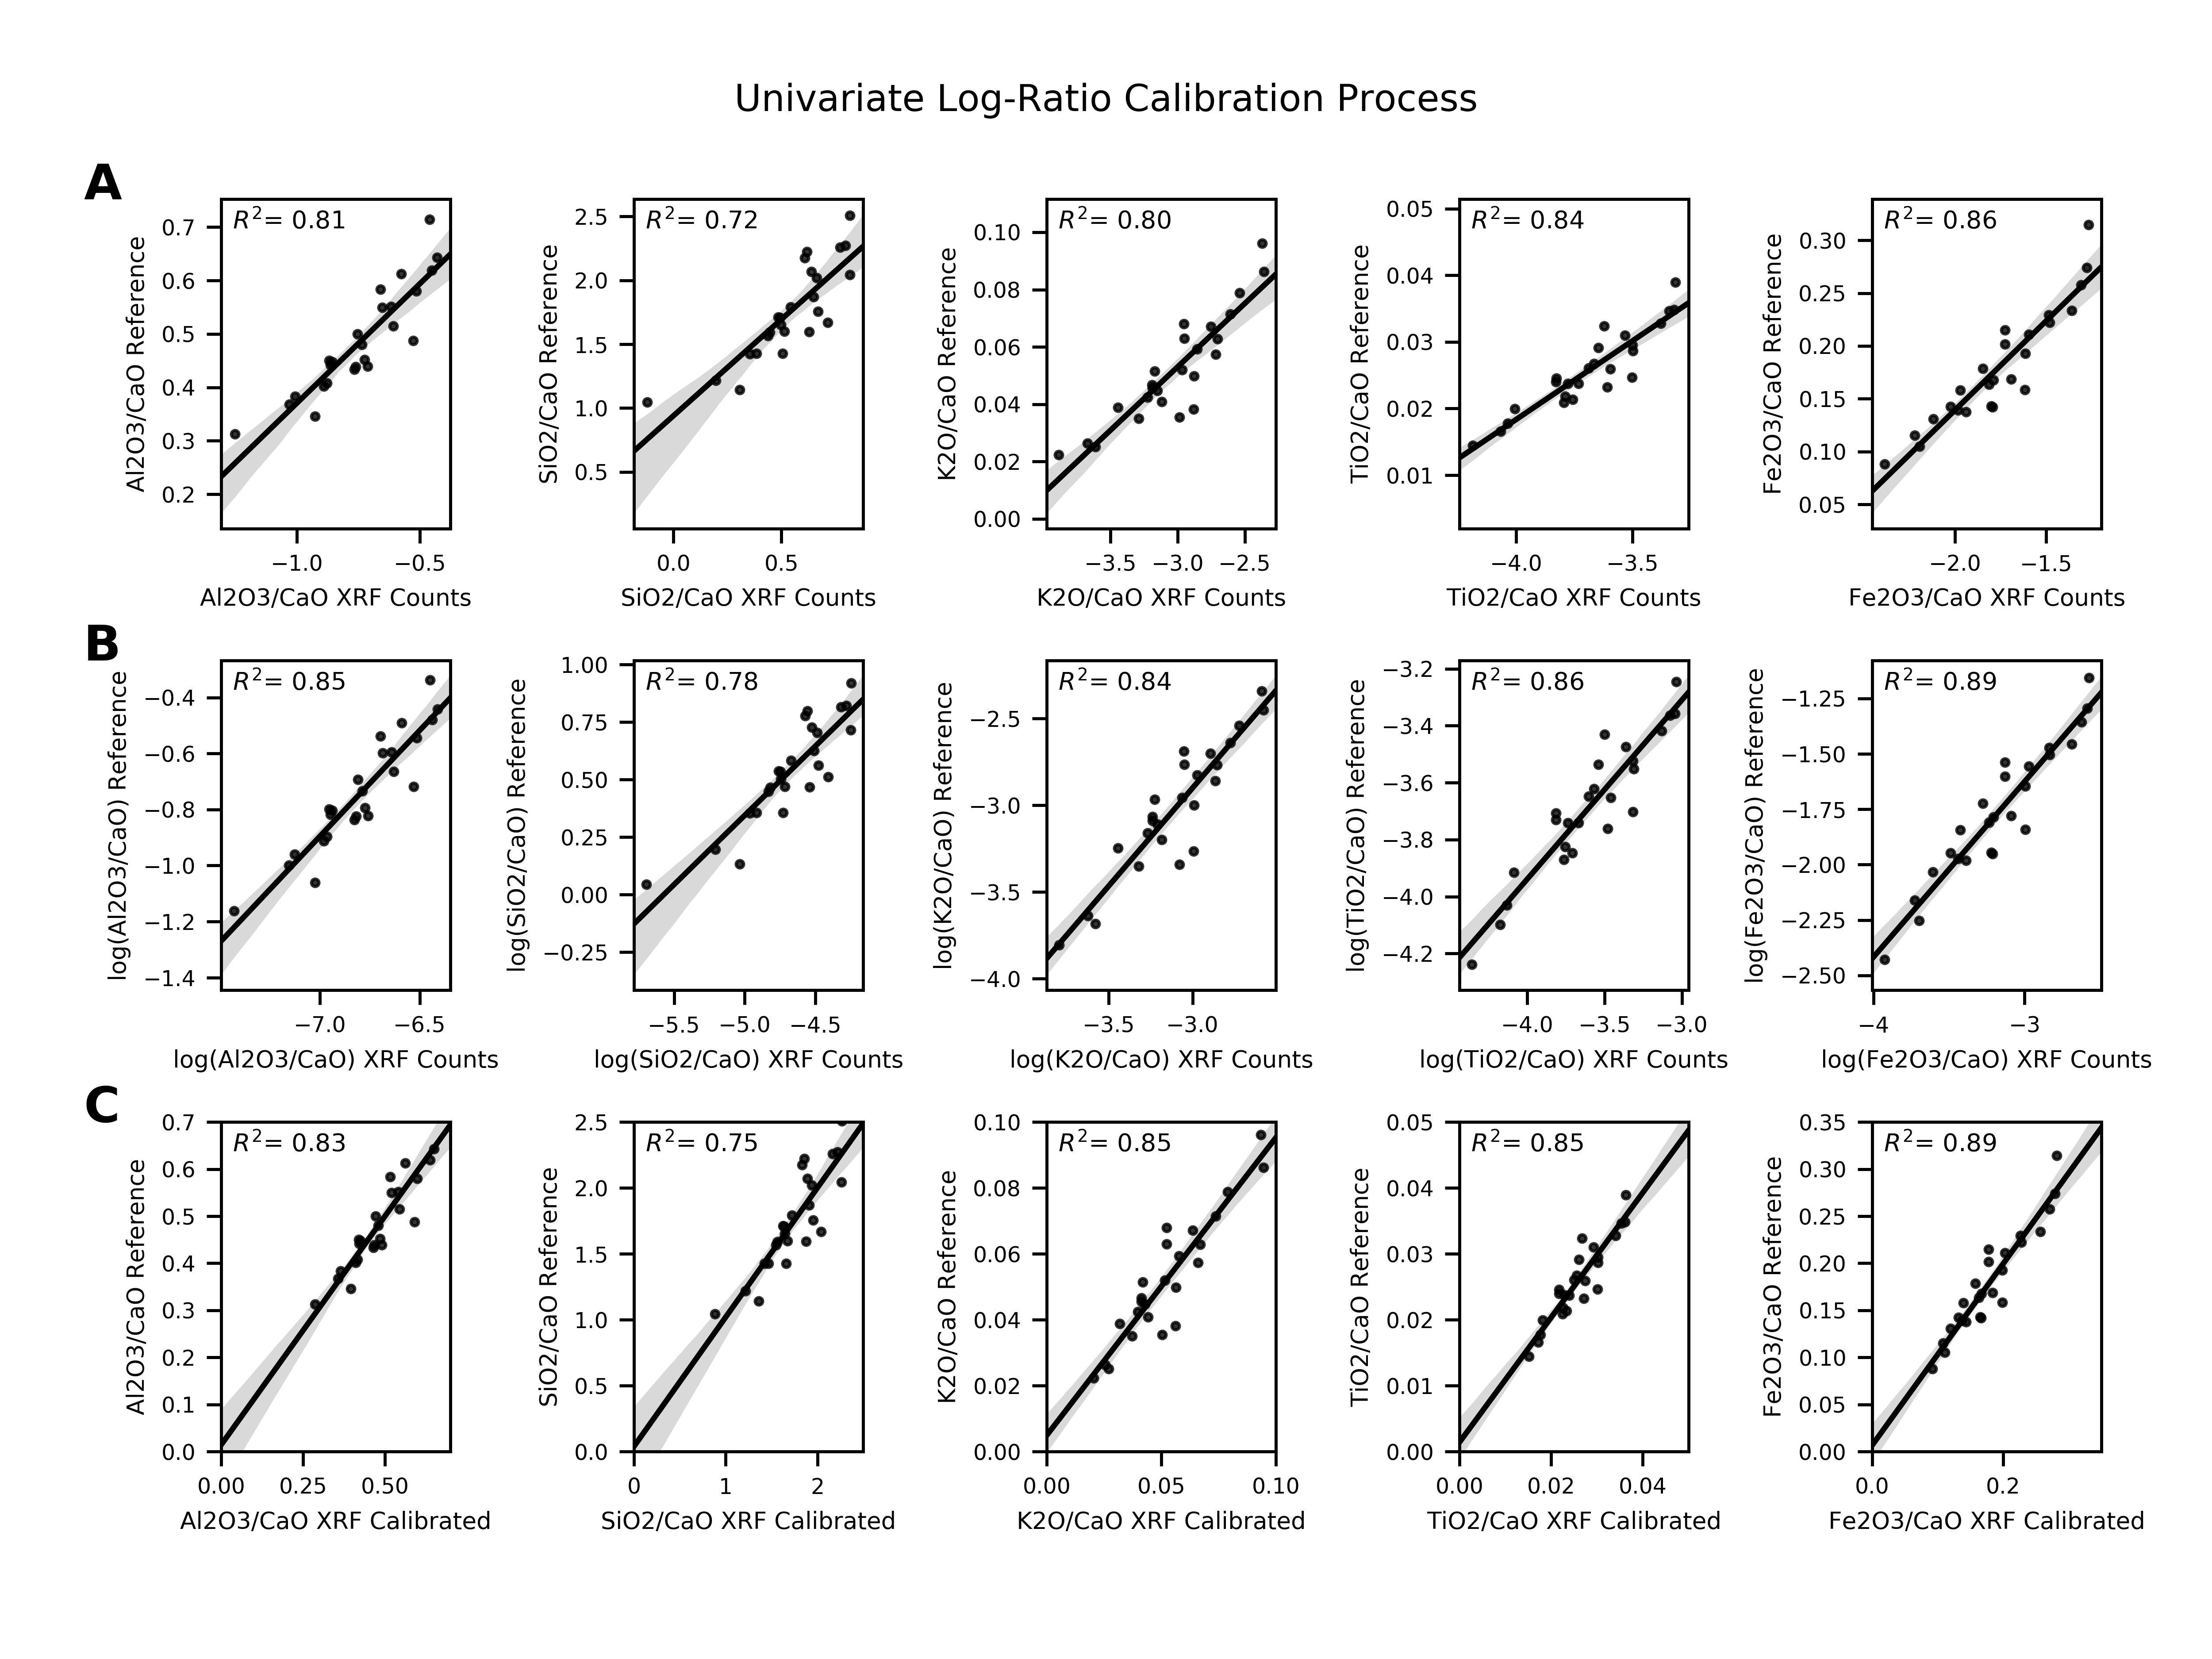 Univariate Log-Ratio Calibration Process
A
R²= 0.81
Al2O3/CaO Reference
0.7
0.6
0.5
0.4
0.3
0.2
−1.0 −0.5
Al2O3/CaO XRF Counts
R²= 0.72
SiO2/CaO Reference
2.5
2.0
1.5
1.0
0.5
0.0 0.5
SiO2/CaO XRF Counts
R²= 0.80
K2O/CaO Reference
0.10
0.08
0.06
0.04
0.02
0.00
−3.5 −3.0 −2.5
K2O/CaO XRF Counts
R²= 0.84
TiO2/CaO Reference
0.05
0.04
0.03
0.02
0.01
−4.0 −3.5
TiO2/CaO XRF Counts
R²= 0.86
Fe2O3/CaO Reference
0.30
0.25
0.20
0.15
0.10
0.05
−2.0 −1.5
Fe2O3/CaO XRF Counts
B
R²= 0.85
log(Al2O3/CaO) Reference
−0.4
−0.6
−0.8
−1.0
−1.2
−1.4
−7.0 −6.5
log(Al2O3/CaO) XRF Counts
R²= 0.78
log(SiO2/CaO) Reference
1.00
0.75
0.50
0.25
0.00
−0.25
−5.5 −5.0 −4.5
log(SiO2/CaO) XRF Counts
R²= 0.84
log(K2O/CaO) Reference
−2.5
−3.0
−3.5
−4.0
−3.5 −3.0
log(K2O/CaO) XRF Counts
R²= 0.86
log(TiO2/CaO) Reference
−3.2
−3.4
−3.6
−3.8
−4.0
−4.2
−4.0 −3.5 −3.0
log(TiO2/CaO) XRF Counts
R²= 0.89
log(Fe2O3/CaO) Reference
−1.25
−1.50
−1.75
−2.00
−2.25
−2.50
−4 −3
log(Fe2O3/CaO) XRF Counts
C
R²= 0.83
Al2O3/CaO Reference
0.7
0.6
0.5
0.4
0.3
0.2
0.1
0.0
0.00 0.25 0.50
Al2O3/CaO XRF Calibrated
R²= 0.75
SiO2/CaO Reference
2.5
2.0
1.5
1.0
0.5
0.0
0 1 2
SiO2/CaO XRF Calibrated
R²= 0.85
K2O/CaO Reference
0.10
0.08
0.06
0.04
0.02
0.00
0.00 0.05 0.10
K2O/CaO XRF Calibrated
R²= 0.85
TiO2/CaO Reference
0.05
0.04
0.03
0.02
0.01
0.00
0.00 0.02 0.04
TiO2/CaO XRF Calibrated
R²= 0.89
Fe2O3/CaO Reference
0.35
0.30
0.25
0.20
0.15
0.10
0.05
0.00
0.0 0.2
Fe2O3/CaO XRF Calibrated